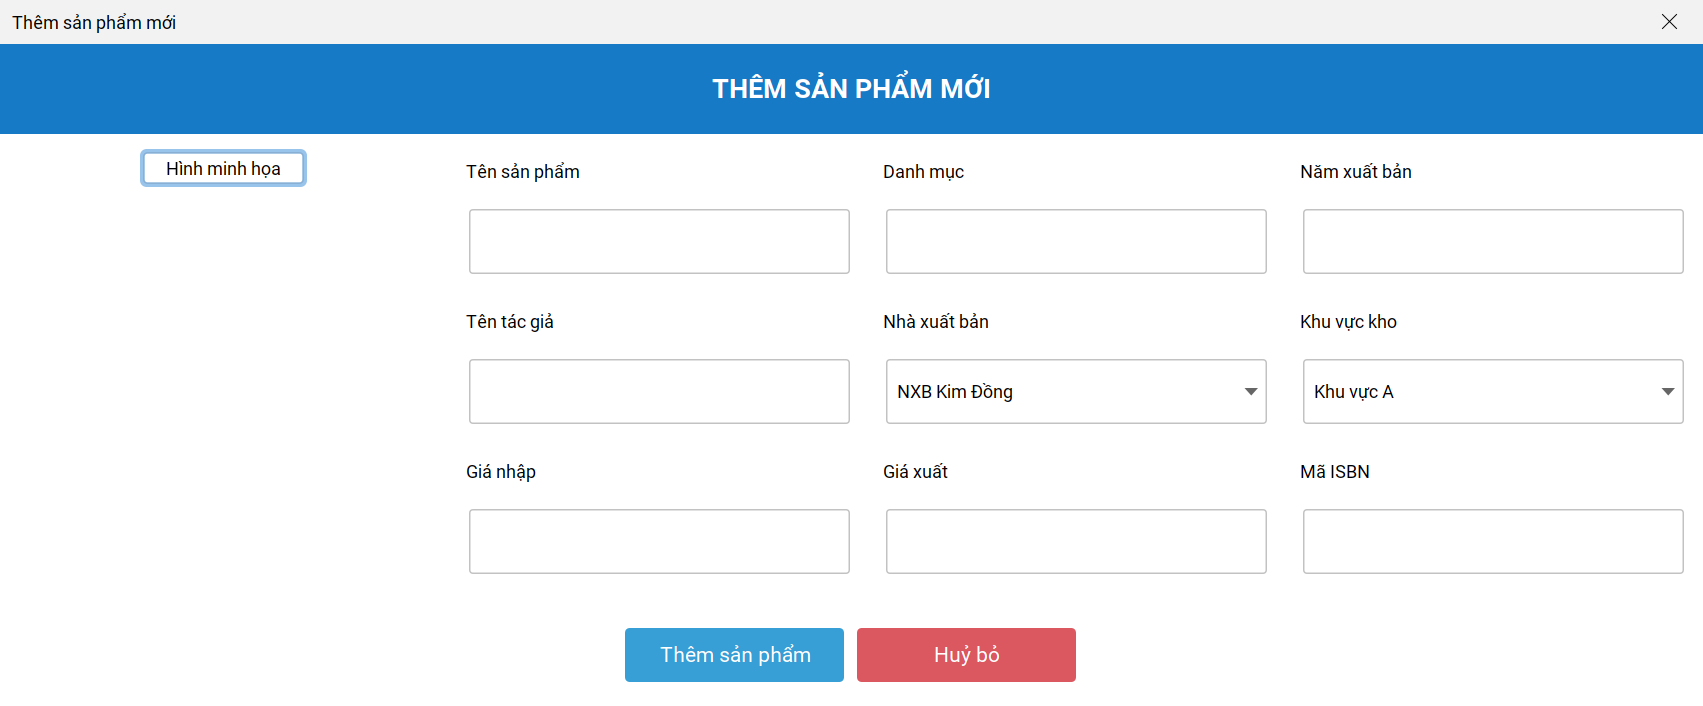 Thêm sản phẩm mới
THÊM SẢN PHẨM MỚI
Hình minh họa
Tên sản phẩm
Danh mục
Năm xuất bản
Tên tác giả
Nhà xuất bản
Khu vực kho
NXB Kim Đồng
Khu vực A
Giá nhập
Giá xuất
Mã ISBN
Thêm sản phẩm
Huỷ bỏ